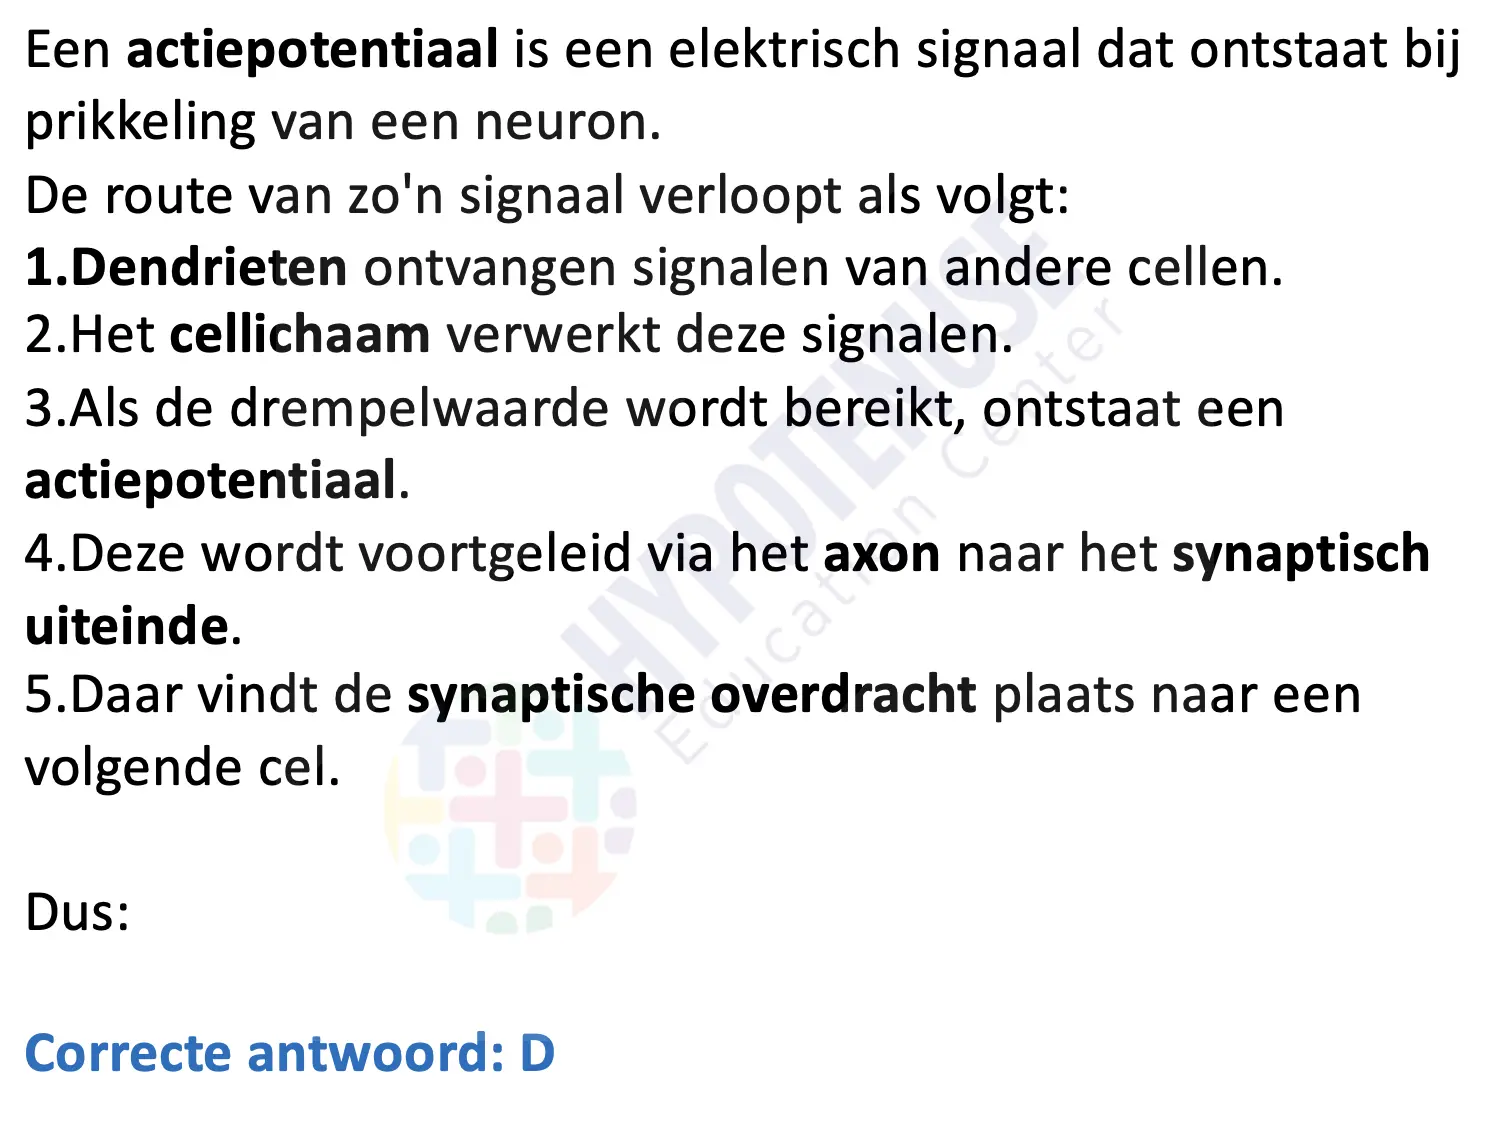 Een actiepotentiaal is een elektrisch signaal dat ontstaat bij
prikkeling van een neuron.
De route van zo'n signaal verloopt als volgt:
1.Dendrieten ontvangen signalen van andere cellen.
2.Het cellichaam verwerkt deze signalen.
3.Als de drempelwaarde wordt bereikt, ontstaat een
actiepotentiaal.
4.Deze wordt voortgeleid via het axon naar het synaptisch
uiteinde.
5.Daar vindt de synaptische overdracht plaats naar een
volgende cel.
Dus:
Correcte antwoord: D
HYPOTENUSE
Education Center